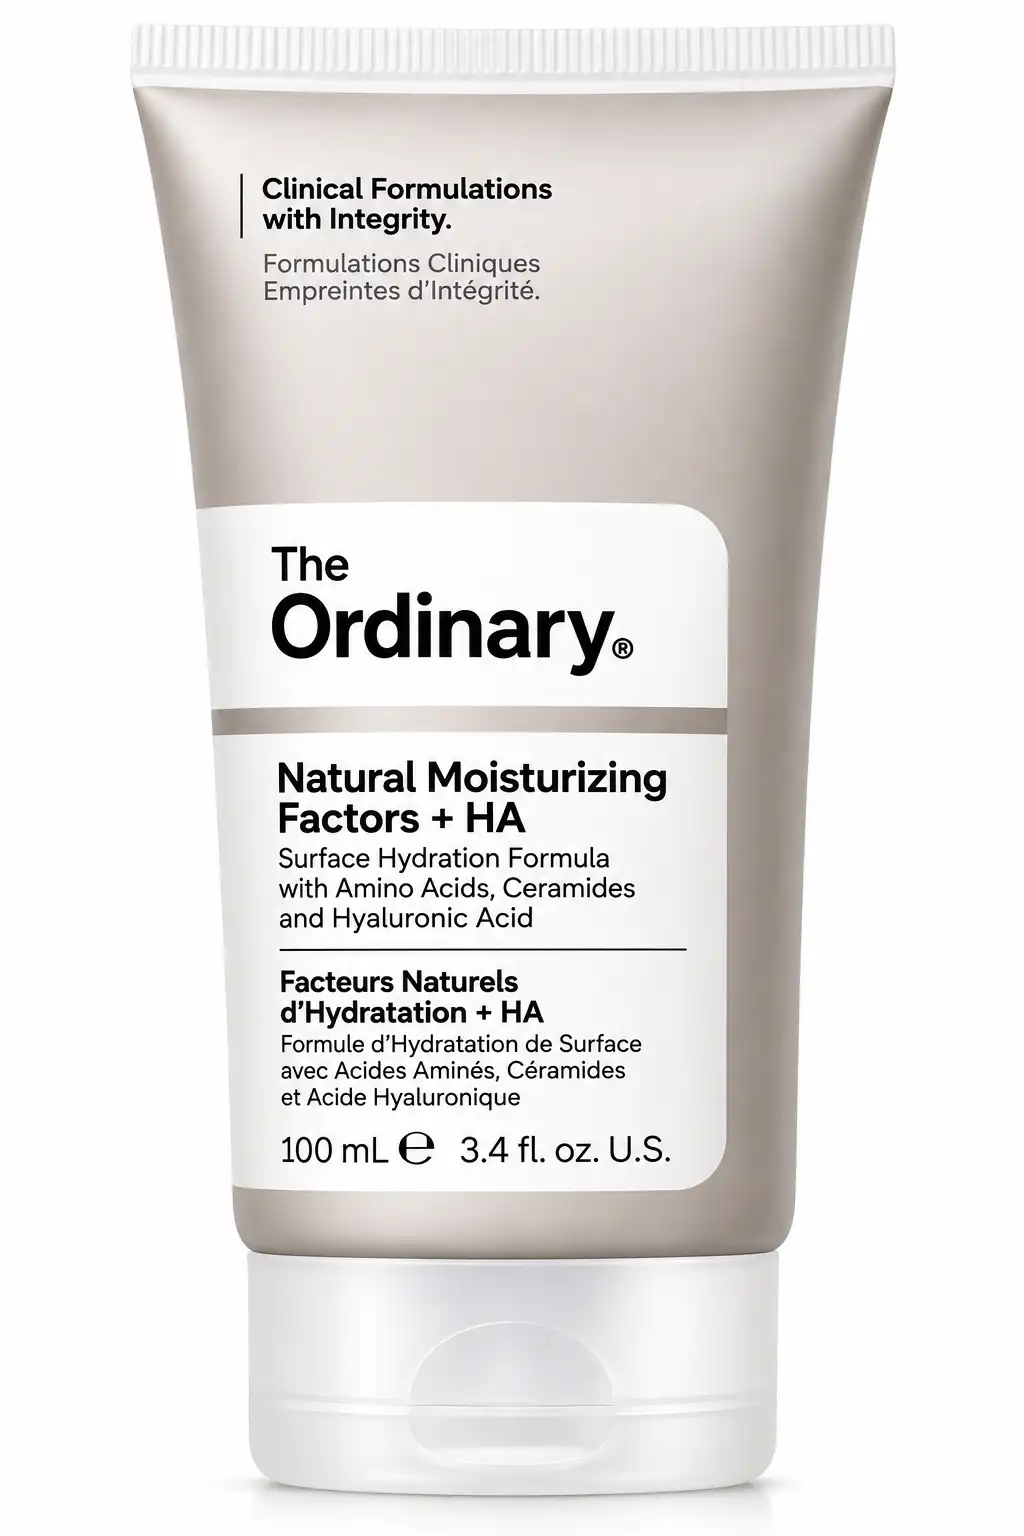 Clinical Formulations
with Integrity.
Formulations Cliniques
Empreintes d'Intégrité.
The
Ordinary®
Natural Moisturizing
Factors + HA
Surface Hydration Formula
with Amino Acids, Ceramides
and Hyaluronic Acid
Facteurs Naturels
d'Hydratation + HA
Formule d'Hydratation de Surface
avec Acides Aminés, Céramides
et Acide Hyaluronique
100 mL ℮ 3.4 fl. oz. U.S.